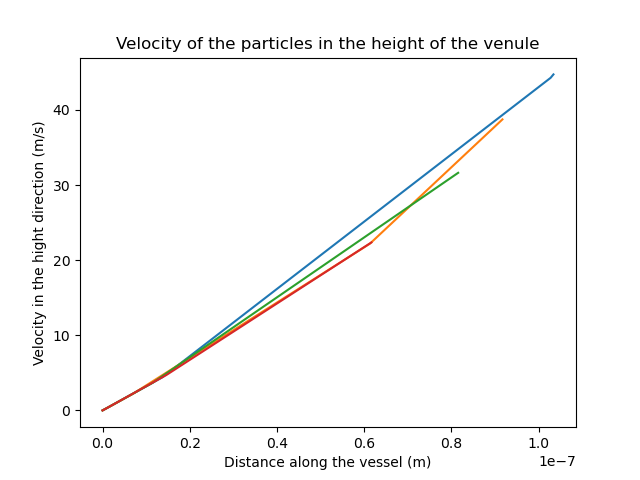 Velocity of the particles in the height of the venule
Velocity in the hight direction (m/s)
40
30
20
10
0
0.0 0.2 0.4 0.6 0.8 1.0
1e−7
Distance along the vessel (m)